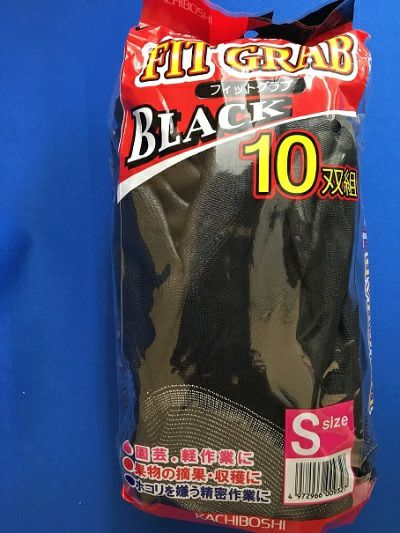 KACHIBOSHI
FIT GRAB
フィットグラブ
BLACK
10双組
S size
園芸・軽作業に
果物の摘果・収穫に
ホコリを嫌う精密作業に
KACHIBOSHI